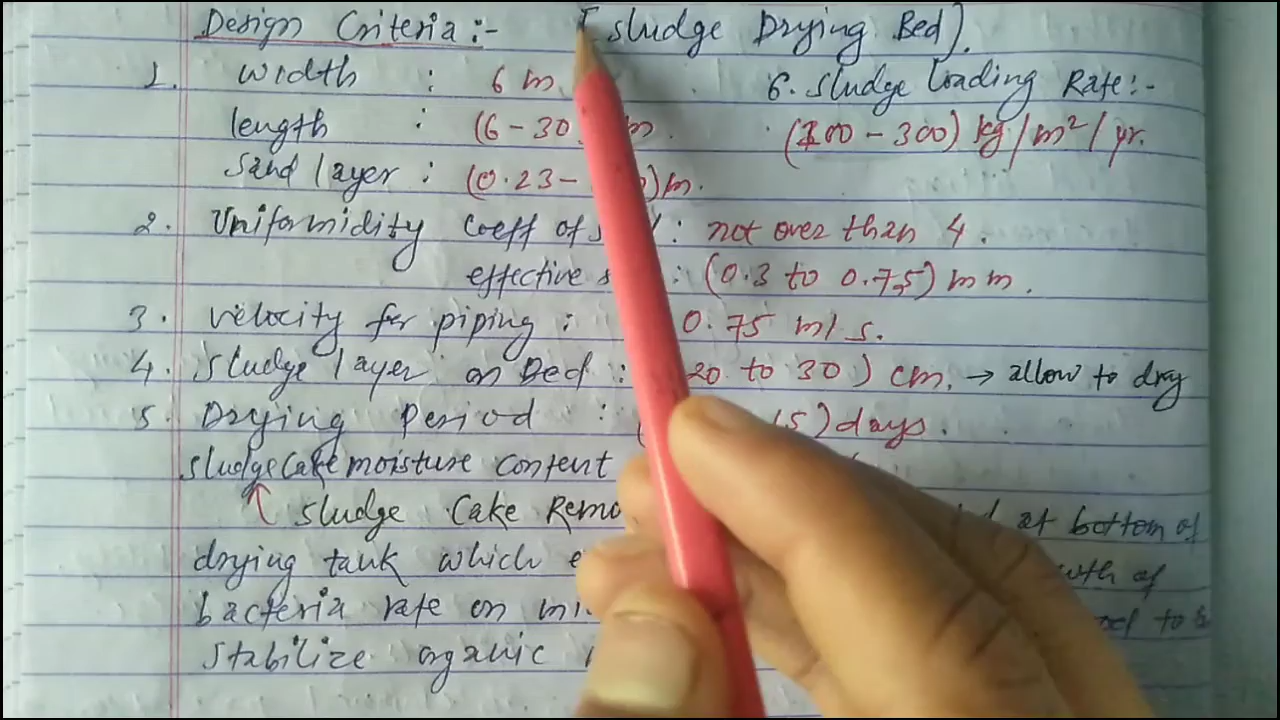 Design Criteria :- [Sludge Drying Bed].
1. Width : 6 m
length : (6 - 30 ) m.
Sand layer : (0.23 - )m.
2. Uniformidity Coeff of : not over than 4.
effective : (0.3 to 0.75) mm.
3. Velocity for piping : 0.75 m/s.
4. Sludge layer on Bed : 20 to 30) cm. → allow to dry
5. Drying Period : 15) days.
Sludge Cake moisture Content
Sludge Cake at bottom of
drying tank which of
bacteria rate on to
Stabilize organic
6. Sludge Loading Rate :-
(100 - 300) kg/m²/yr.